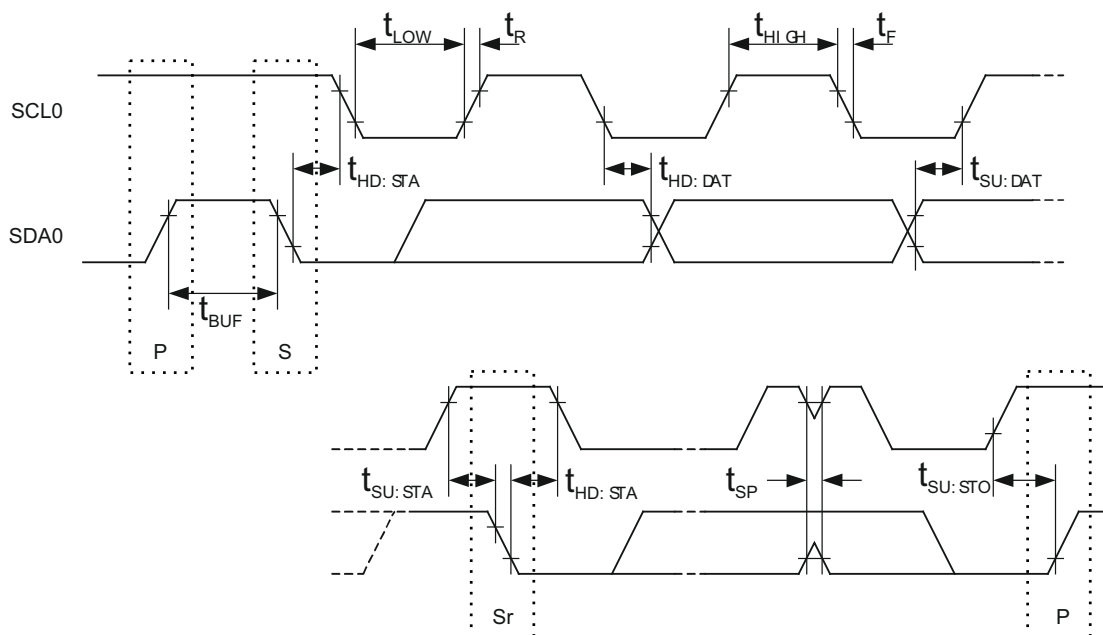 tLOW tR tHIGH tF
SCL0
tHD:STA tHD:DAT tSU:DAT
SDA0
tBUF
P S
tSU:STA tHD:STA tSP tSU:STO
Sr P